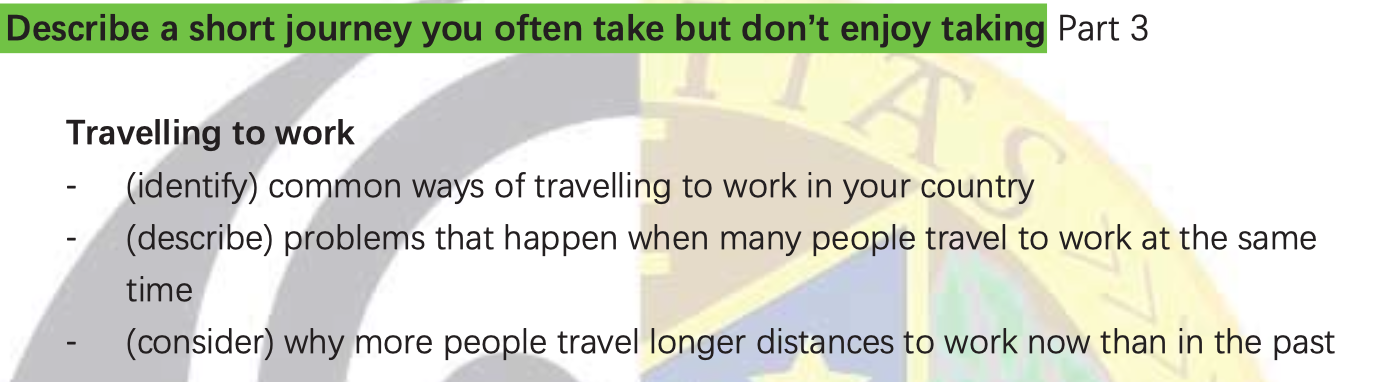 Describe a short journey you often take but don't enjoy taking Part 3
ITAS
Travelling to work
- (identify) common ways of travelling to work in your country
- (describe) problems that happen when many people travel to work at the same
time
- (consider) why more people travel longer distances to work now than in the past